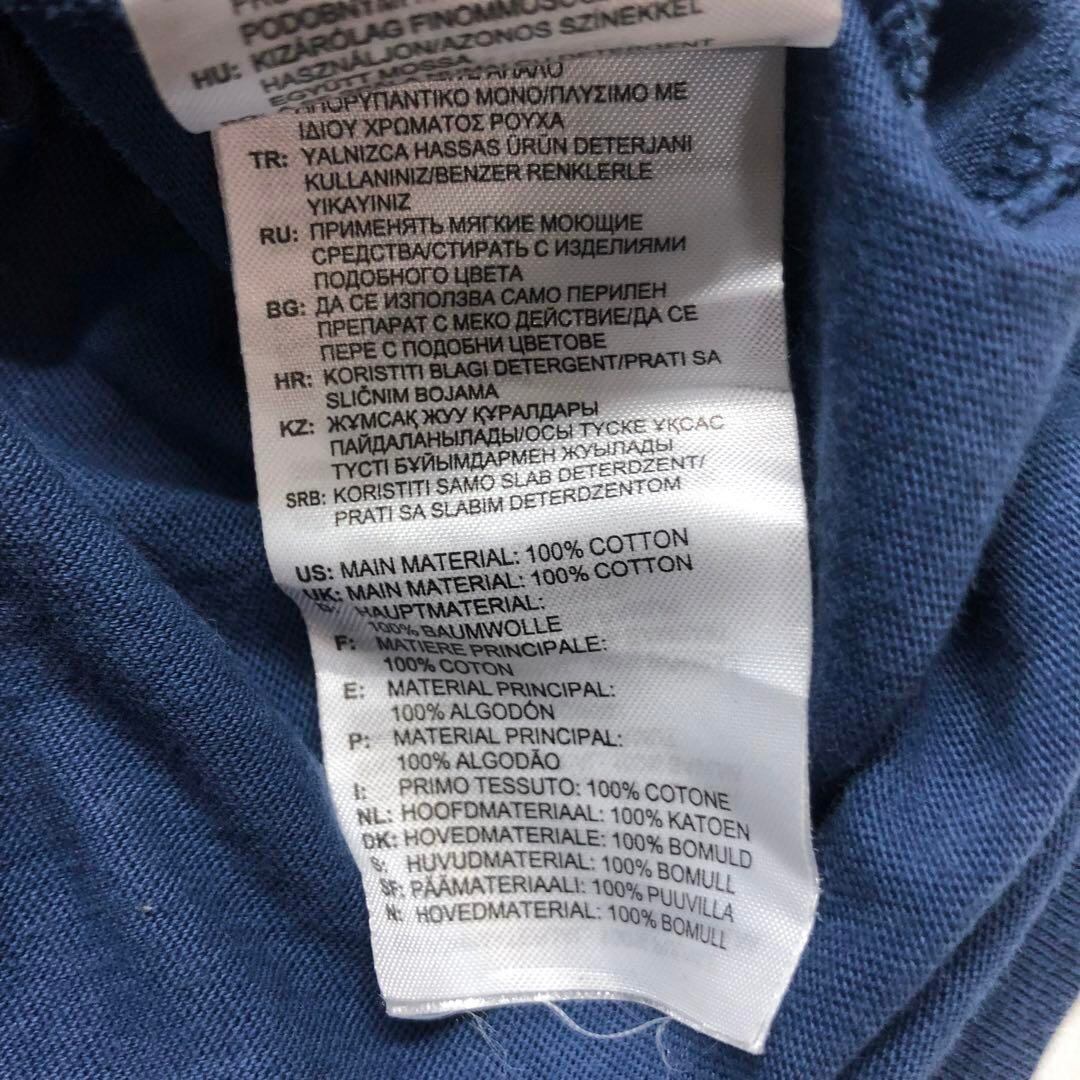 PODOBNYMI
HU: KIZÁRÓLAG FINOMMOSÓ
HASZNÁLJON/AZONOS SZINEKKEL
EGYÜTT MOSSA
DETERGENT
ΑΠΟΡΥΠΑΝΤΙΚΟ ΜΟΝΟ/ΠΛΥΣΙΜΟ ΜΕ
ΙΔΙΟΥ ΧΡΩΜΑΤΟΣ ΡΟΥΧΑ
TR: YALNIZCA HASSAS ÜRÜN DETERJANI
KULLANINIZ/BENZER RENKLERLE
YIKAYINIZ
RU: ПРИМЕНЯТЬ МЯГКИЕ МОЮЩИЕ
СРЕДСТВА/СТИРАТЬ С ИЗДЕЛИЯМИ
ПОДОБНОГО ЦВЕТА
BG: ДА СЕ ИЗПОЛЗВА САМО ПЕРИЛЕН
ПРЕПАРАТ С МЕКО ДЕЙСТВИЕ/ДА СЕ
ПЕРЕ С ПОДОБНИ ЦВЕТОВЕ
HR: KORISTITI BLAGI DETERGENT/PRATI SA
SLIČNIM BOJAMA
KZ: ЖҰМСАҚ ЖУУ ҚҰРАЛДАРЫ
ПАЙДАЛАНЫЛАДЫ/ОСЫ ТҮСКЕ ҰҚСАС
ТҮСТІ БҰЙЫМДАРМЕН ЖУЫЛАДЫ
SRB: KORISTITI SAMO SLAB DETERDZENT/
PRATI SA SLABIM DETERDZENTOM
US: MAIN MATERIAL: 100% COTTON
UK: MAIN MATERIAL: 100% COTTON
HAUPTMATERIAL:
100% BAUMWOLLE
F: MATIERE PRINCIPALE:
100% COTON
E: MATERIAL PRINCIPAL:
100% ALGODÓN
P: MATERIAL PRINCIPAL:
100% ALGODÃO
I: PRIMO TESSUTO: 100% COTONE
NL: HOOFDMATERIAAL: 100% KATOEN
DK: HOVEDMATERIALE: 100% BOMULD
S: HUVUDMATERIAL: 100% BOMULL
SF: PÄÄMATERIAALI: 100% PUUVILLA
N: HOVEDMATERIAL: 100% BOMULL